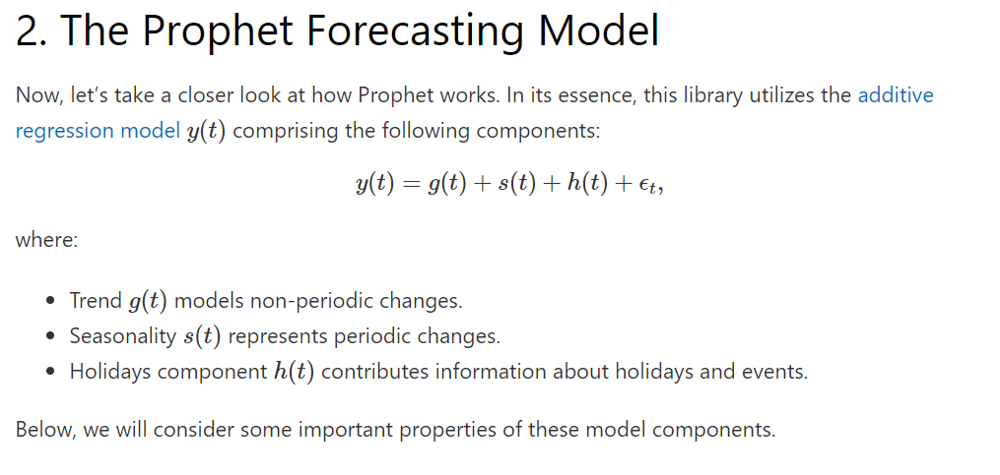 2. The Prophet Forecasting Model
Now, let’s take a closer look at how Prophet works. In its essence, this library utilizes the additive
regression model y(t) comprising the following components:
y(t) = g(t) + s(t) + h(t) + ϵₜ,
where:
• Trend g(t) models non-periodic changes.
• Seasonality s(t) represents periodic changes.
• Holidays component h(t) contributes information about holidays and events.
Below, we will consider some important properties of these model components.